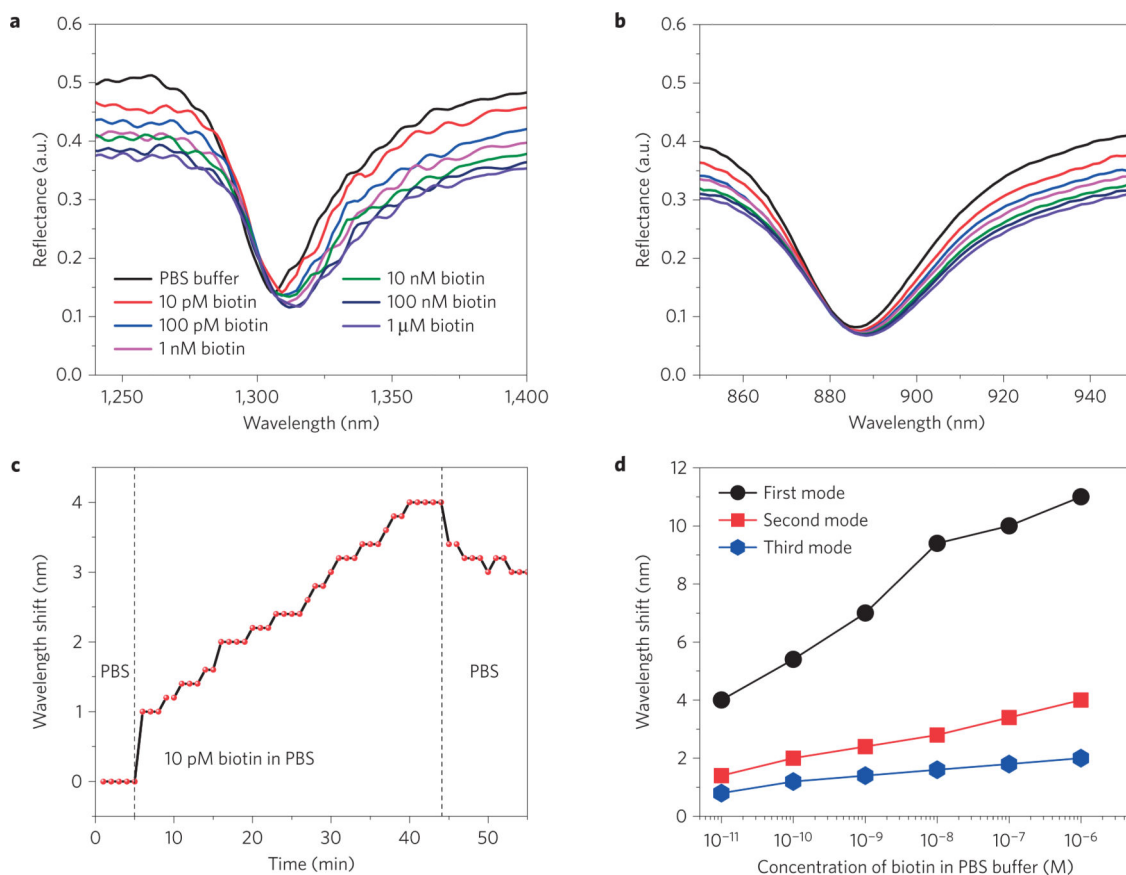 a
0.6
0.5
0.4
0.3
0.2
0.1
0.0
Reflectance (a.u.)
PBS buffer
10 pM biotin
100 pM biotin
1 nM biotin
10 nM biotin
100 nM biotin
1 μM biotin
1,250
1,300
1,350
1,400
Wavelength (nm)
b
0.6
0.5
0.4
0.3
0.2
0.1
0.0
Reflectance (a.u.)
860
880
900
920
940
Wavelength (nm)
c
4
3
2
1
0
Wavelength shift (nm)
PBS
10 pM biotin in PBS
PBS
0
10
20
30
40
50
Time (min)
d
12
10
8
6
4
2
0
Wavelength shift (nm)
First mode
Second mode
Third mode
10⁻¹¹
10⁻¹⁰
10⁻⁹
10⁻⁸
10⁻⁷
10⁻⁶
Concentration of biotin in PBS buffer (M)